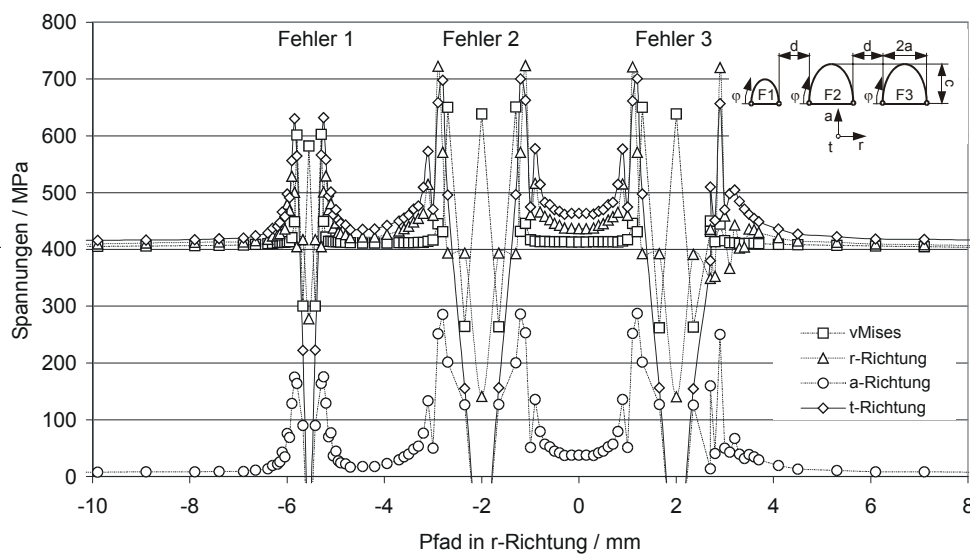 Fehler 1 Fehler 2 Fehler 3
d d 2a
φ F1 φ F2 φ F3 c
a
t r
Spannungen / MPa
800
700
600
500
400
300
200
100
0
vMises
r-Richtung
a-Richtung
t-Richtung
-10 -8 -6 -4 -2 0 2 4 6 8
Pfad in r-Richtung / mm